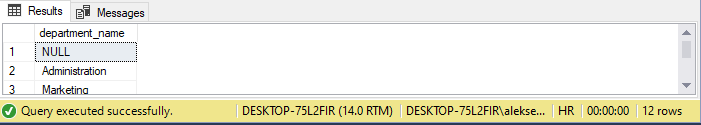 Results Messages
department_name
1 NULL
2 Administration
3 Marketing
Query executed successfully. DESKTOP-75L2FIR (14.0 RTM) DESKTOP-75L2FIR\alekse... HR 00:00:00 12 rows